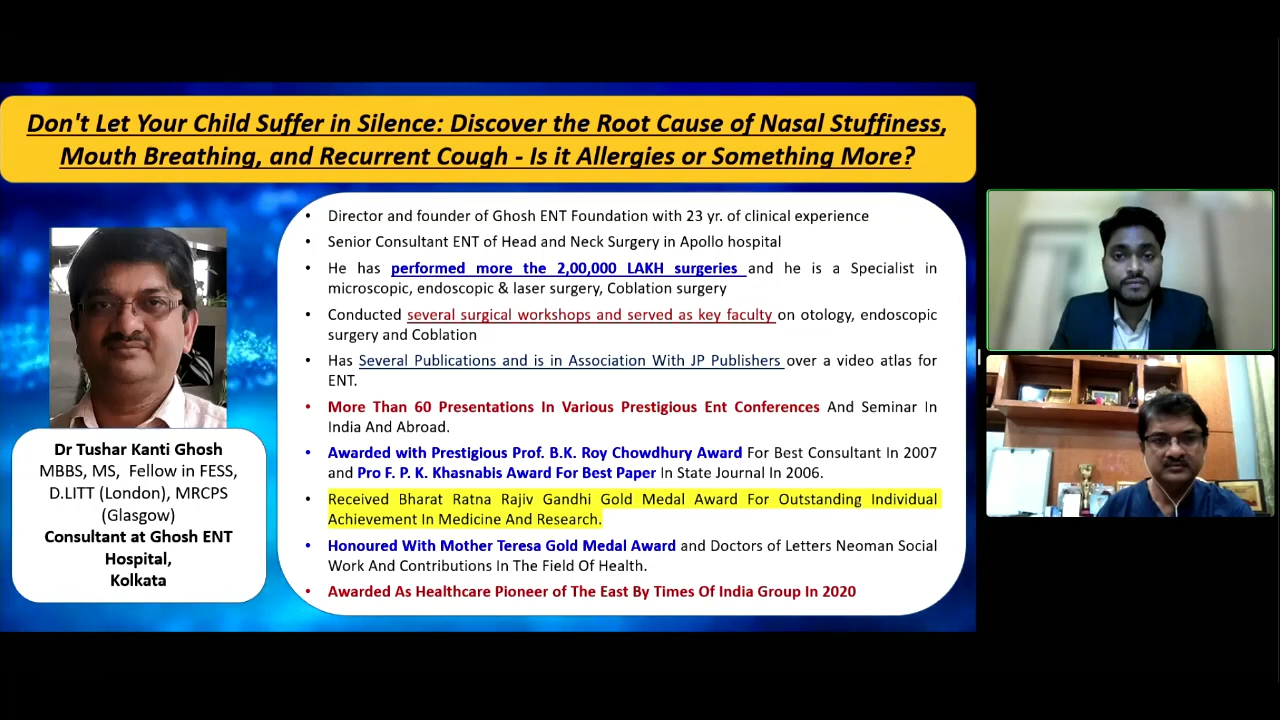 Don't Let Your Child Suffer in Silence: Discover the Root Cause of Nasal Stuffiness,
Mouth Breathing, and Recurrent Cough - Is it Allergies or Something More?
Dr Tushar Kanti Ghosh
MBBS, MS, Fellow in FESS,
D.LITT (London), MRCPS
(Glasgow)
Consultant at Ghosh ENT
Hospital,
Kolkata
• Director and founder of Ghosh ENT Foundation with 23 yr. of clinical experience
• Senior Consultant ENT of Head and Neck Surgery in Apollo hospital
• He has performed more the 2,00,000 LAKH surgeries and he is a Specialist in
microscopic, endoscopic & laser surgery, Coblation surgery
• Conducted several surgical workshops and served as key faculty on otology, endoscopic
surgery and Coblation
• Has Several Publications and is in Association With JP Publishers over a video atlas for
ENT.
• More Than 60 Presentations In Various Prestigious Ent Conferences And Seminar In
India And Abroad.
• Awarded with Prestigious Prof. B.K. Roy Chowdhury Award For Best Consultant In 2007
and Pro F. P. K. Khasnabis Award For Best Paper In State Journal In 2006.
• Received Bharat Ratna Rajiv Gandhi Gold Medal Award For Outstanding Individual
Achievement In Medicine And Research.
• Honoured With Mother Teresa Gold Medal Award and Doctors of Letters Neoman Social
Work And Contributions In The Field Of Health.
• Awarded As Healthcare Pioneer of The East By Times Of India Group In 2020